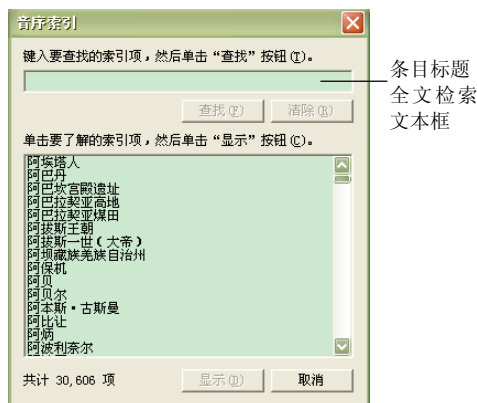 音序索引
键入要查找的索引项，然后单击“查找”按钮(T)。
查找(F) 清除(R)
单击要了解的索引项，然后单击“显示”按钮(C)。
阿埃塔人
阿巴丹
阿巴坎宫殿遗址
阿巴拉契亚高地
阿巴拉契亚煤田
阿拔斯王朝
阿拔斯一世(大帝)
阿坝藏族羌族自治州
阿保机
阿贝
阿贝尔
阿本斯·古斯曼
阿比让
阿炳
阿波利奈尔
共计 30,606 项
显示(D) 取消
条目标题
全文检索
文本框